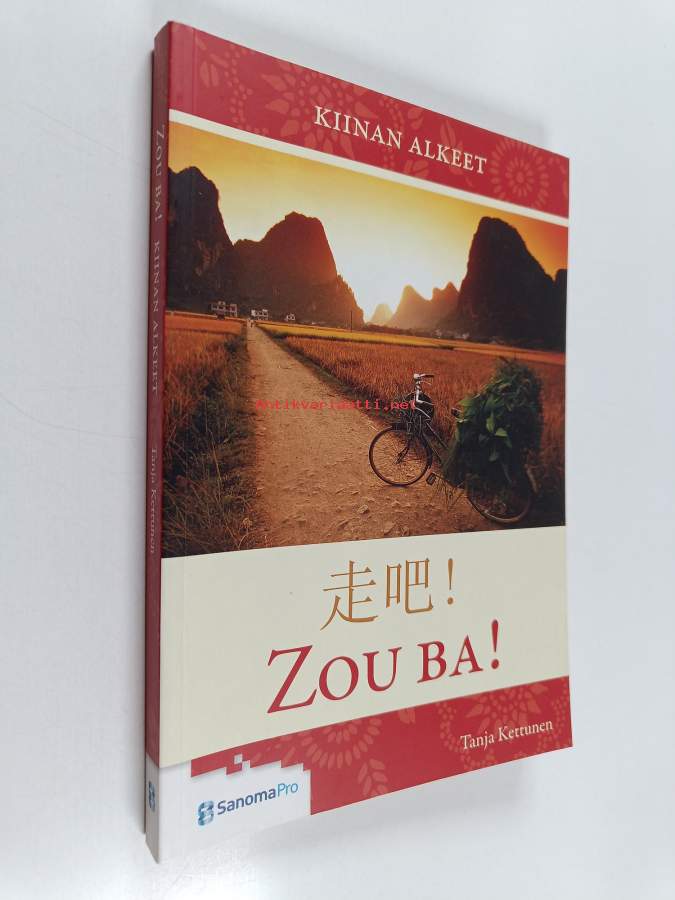 KIINAN ALKEET
Antikvariaatti.net
走吧!
ZOU BA!
Tanja Kettunen
SanomaPro
ZOU BA! KIINAN ALKEET Tanja Kettunen